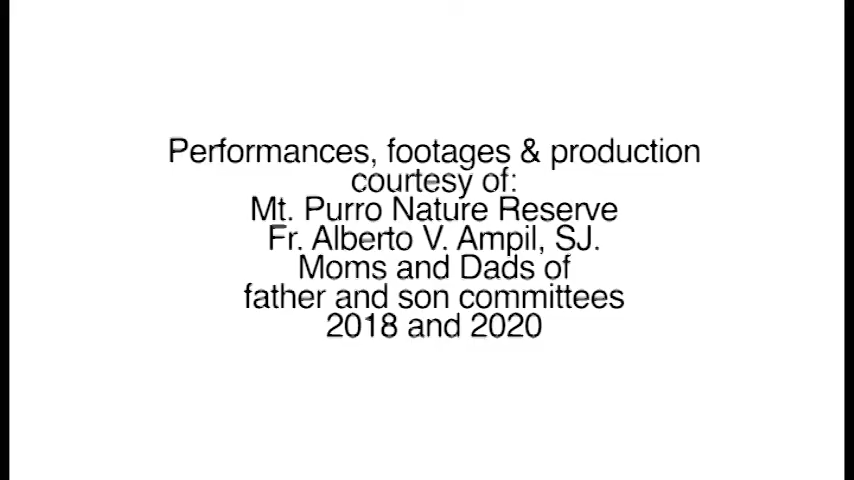 Performances, footages & production
courtesy of:
Mt. Purro Nature Reserve
Fr. Alberto V. Ampil, SJ.
Moms and Dads of
father and son committees
2018 and 2020